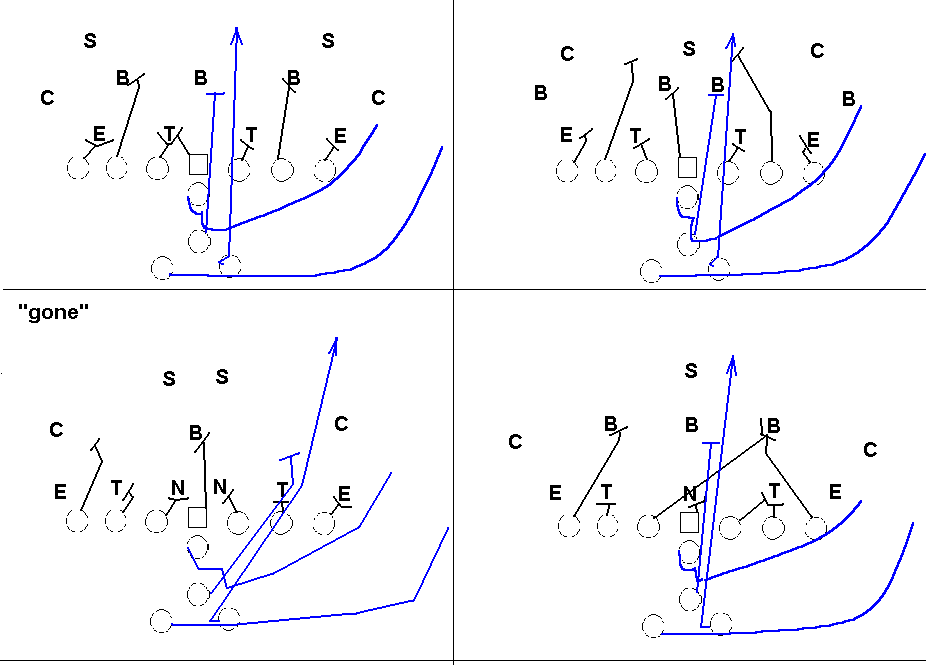 S S
B B B
C C
E T T E
S
C C
B B B B
E T T E
"gone"
S S
C B C
E T N N T E
S
B B B
C C
E T N T E